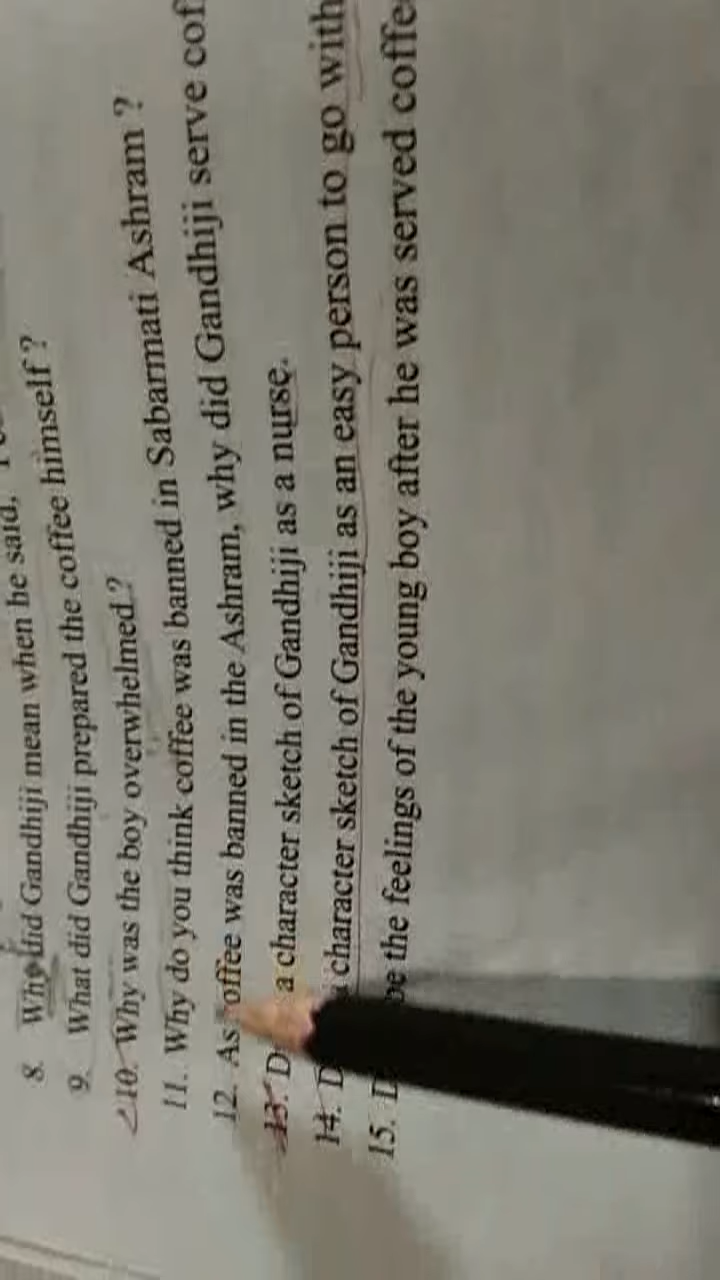 8. Who did Gandhiji mean when he said,
9. What did Gandhiji prepared the coffee himself ?
10. Why was the boy overwhelmed ?
11. Why do you think coffee was banned in Sabarmati Ashram ?
12. As coffee was banned in the Ashram, why did Gandhiji serve cof
13. D a character sketch of Gandhiji as a nurse.
14. D a character sketch of Gandhiji as an easy person to go with
15. D be the feelings of the young boy after he was served coffe